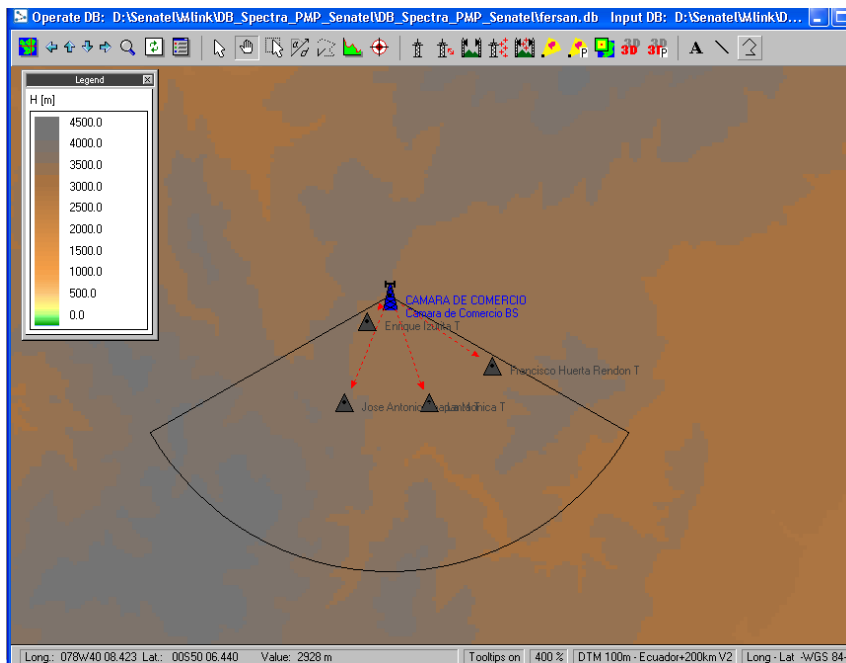 Operate DB: D:\Senatel\Mlink\DB_Spectra_PMP_Senatel\DB_Spectra_PMP_Senatel\fersan.db Input DB: D:\Senatel\Mlink\D...
Legend
H [m]
4500.0
4000.0
3500.0
3000.0
2500.0
2000.0
1500.0
1000.0
500.0
0.0
CAMARA DE COMERCIO
Camara de Comercio BS
Enrique Izurita T
Francisco Huerta Rendon T
Jose Antonio
Monica T
Long.: 078W40 08.423 Lat.: 00S50 06.440 Value: 2928 m
Tooltips on
400 %
DTM 100m - Ecuador+200km V2
Long - Lat -WGS 84-